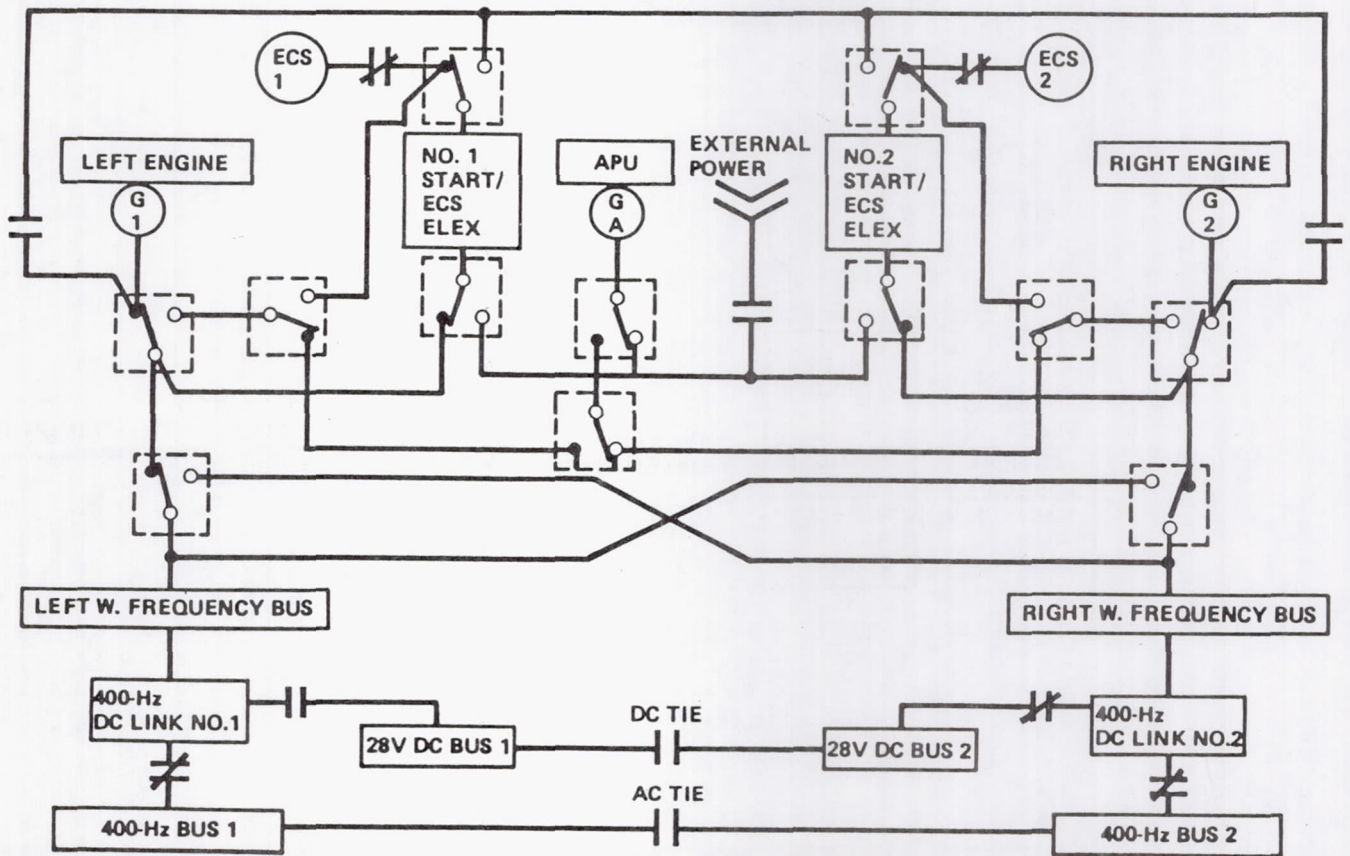 ECS
1
ECS
2
LEFT ENGINE
G
1
NO. 1
START/
ECS
ELEX
APU
G
A
EXTERNAL
POWER
NO.2
START/
ECS
ELEX
RIGHT ENGINE
G
2
LEFT W. FREQUENCY BUS
RIGHT W. FREQUENCY BUS
400-Hz
DC LINK NO.1
28V DC BUS 1
DC TIE
28V DC BUS 2
400-Hz
DC LINK NO.2
400-Hz BUS 1
AC TIE
400-Hz BUS 2